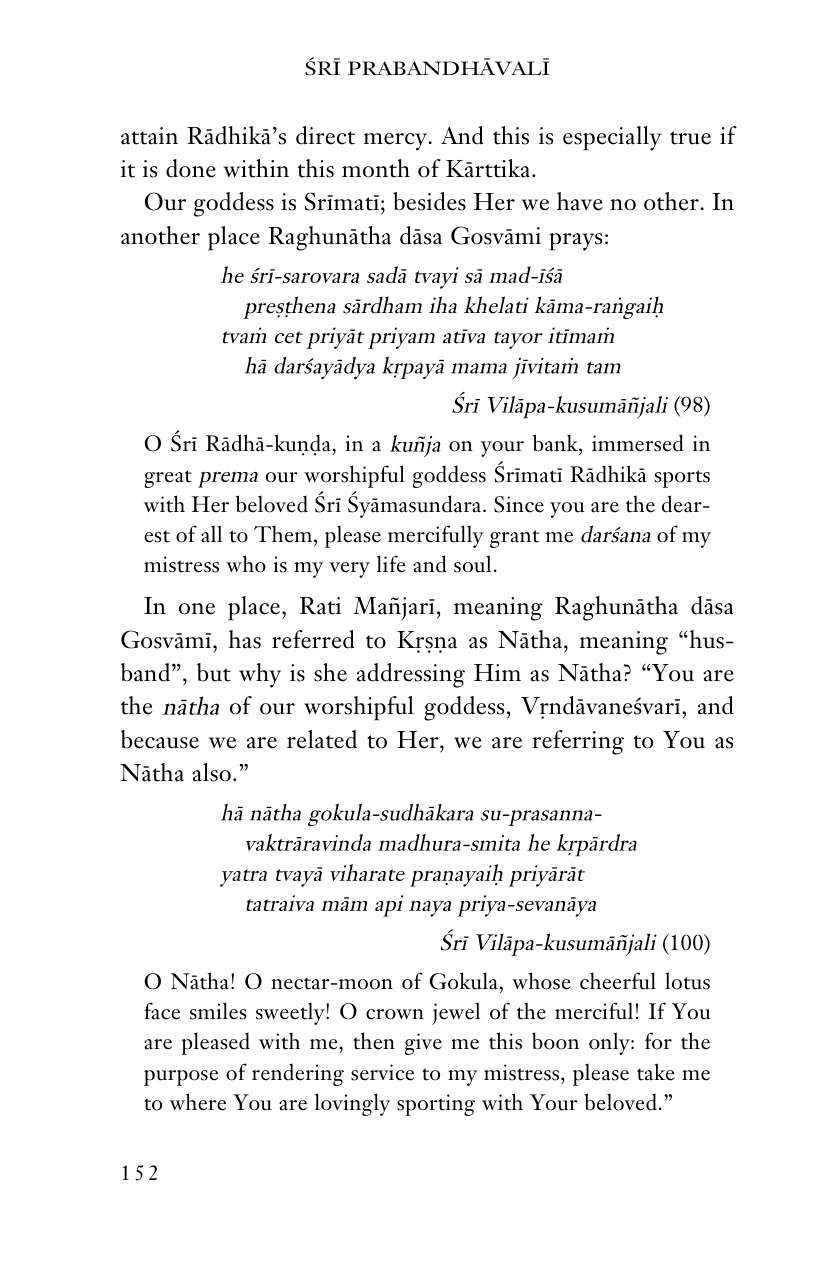 ŚRĪ PRABANDHĀVALĪ
attain Rādhikā’s direct mercy. And this is especially true if
it is done within this month of Kārttika.
Our goddess is Srīmatī; besides Her we have no other. In
another place Raghunātha dāsa Gosvāmi prays:
he śrī-sarovara sadā tvayi sā mad-īśā
preṣṭhena sārdham iha khelati kāma-raṅgaiḥ
tvaṁ cet priyāt priyam atīva tayor itīmaṁ
hā darśayādya kṛpayā mama jīvitaṁ tam
Śrī Vilāpa-kusumāñjali (98)
O Śrī Rādhā-kuṇḍa, in a kuñja on your bank, immersed in
great prema our worshipful goddess Śrīmatī Rādhikā sports
with Her beloved Śrī Śyāmasundara. Since you are the dear-
est of all to Them, please mercifully grant me darśana of my
mistress who is my very life and soul.
In one place, Rati Mañjarī, meaning Raghunātha dāsa
Gosvāmī, has referred to Kṛṣṇa as Nātha, meaning “hus-
band”, but why is she addressing Him as Nātha? “You are
the nātha of our worshipful goddess, Vṛndāvaneśvarī, and
because we are related to Her, we are referring to You as
Nātha also.”
hā nātha gokula-sudhākara su-prasanna-
vaktrāravinda madhura-smita he kṛpārdra
yatra tvayā viharate praṇayaiḥ priyārāt
tatraiva mām api naya priya-sevanāya
Śrī Vilāpa-kusumāñjali (100)
O Nātha! O nectar-moon of Gokula, whose cheerful lotus
face smiles sweetly! O crown jewel of the merciful! If You
are pleased with me, then give me this boon only: for the
purpose of rendering service to my mistress, please take me
to where You are lovingly sporting with Your beloved.”
152